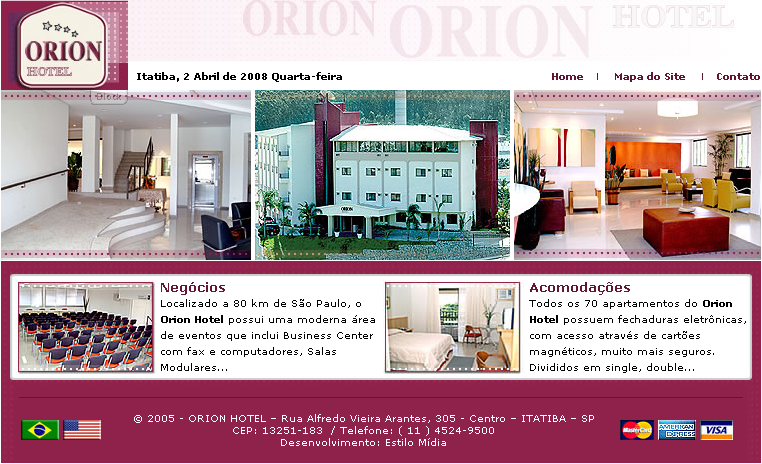 ORION ORION HOTEL
ORION
HOTEL
Itatiba, 2 Abril de 2008 Quarta-feira
Home | Mapa do Site | Contato
Block
ORION
Negócios
Localizado a 80 km de São Paulo, o
Orion Hotel possui uma moderna área
de eventos que inclui Business Center
com fax e computadores, Salas
Modulares...
Acomodações
Todos os 70 apartamentos do Orion
Hotel possuem fechaduras eletrônicas,
com acesso através de cartões
magnéticos, muito mais seguros.
Divididos em single, double...
© 2005 - ORION HOTEL – Rua Alfredo Vieira Arantes, 305 - Centro – ITATIBA – SP
CEP: 13251-183 / Telefone: ( 11 ) 4524-9500
Desenvolvimento: Estilo Mídia
MasterCard
AMERICAN EXPRESS
VISA